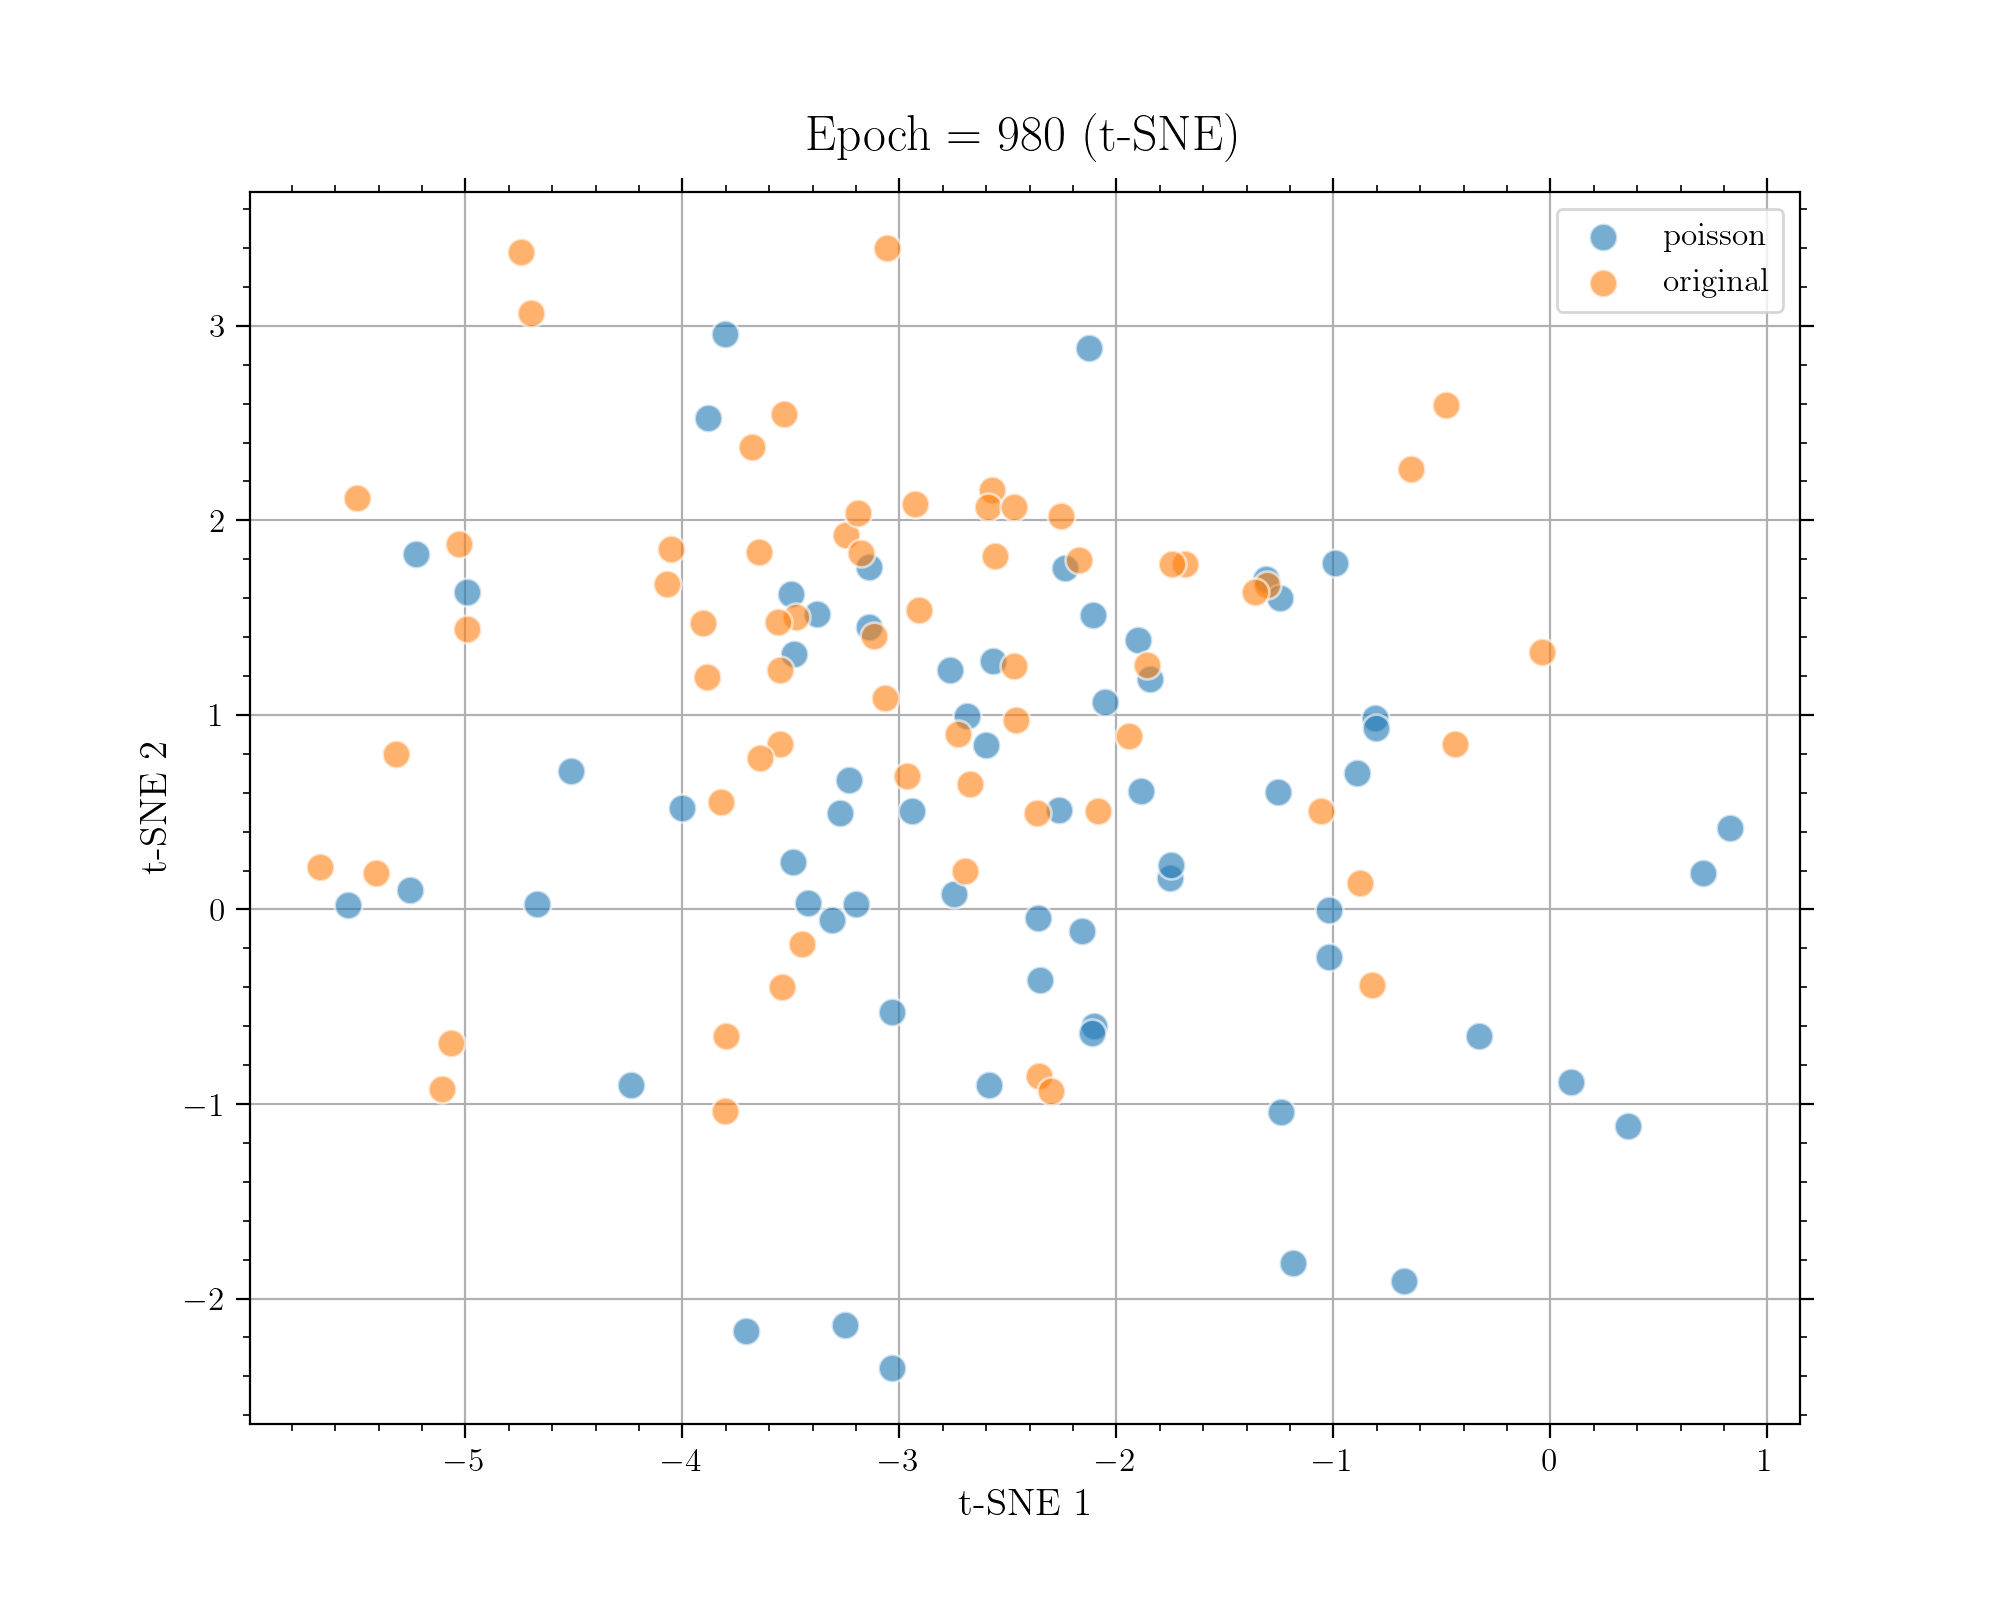 Epoch = 980 (t-SNE)
poisson
original
3
2
1
0
−1
−2
t-SNE 2
−5
−4
−3
−2
−1
0
1
t-SNE 1